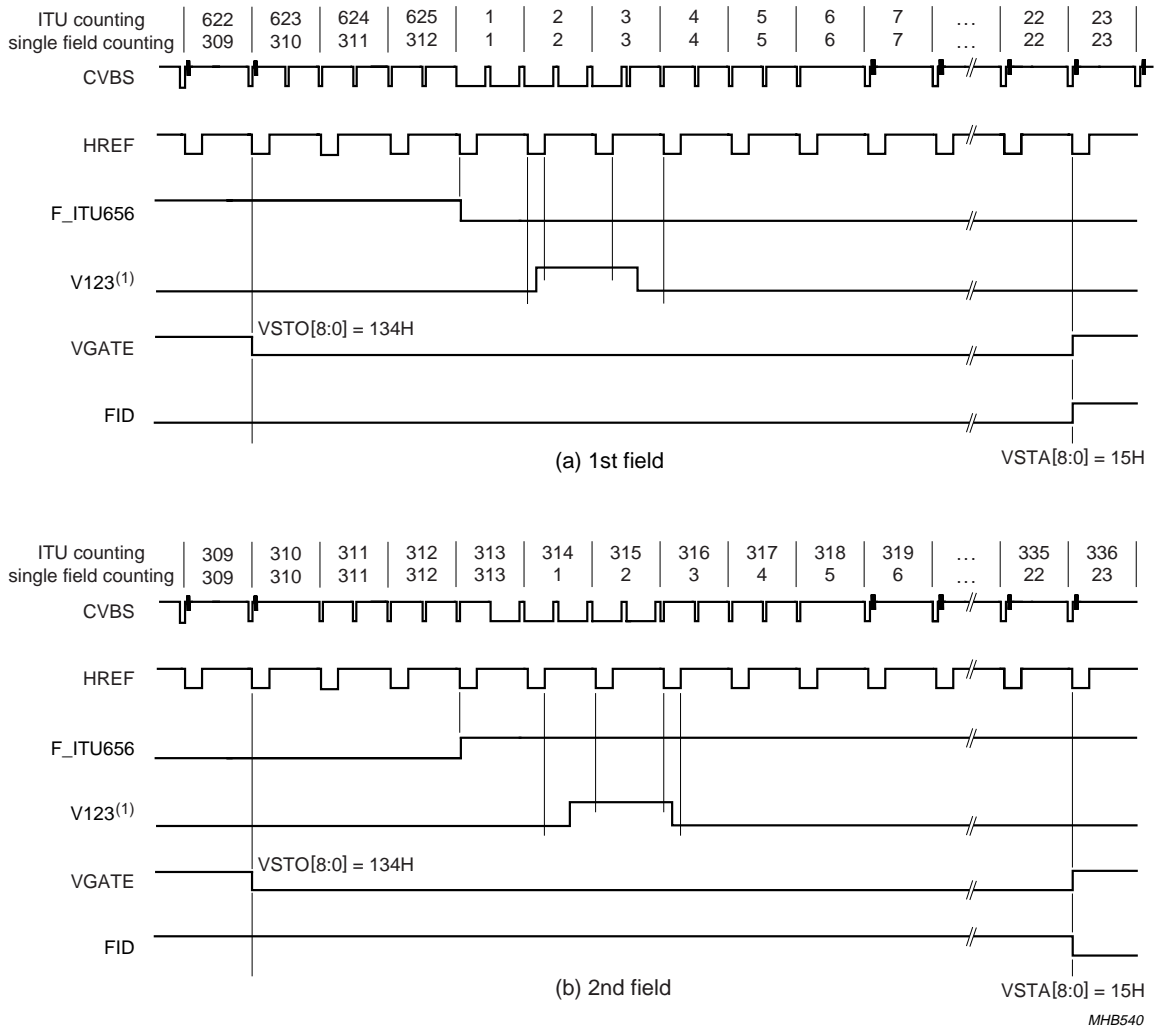 ITU counting 622 623 624 625 1 2 3 4 5 6 7 ... 22 23
single field counting 309 310 311 312 1 2 3 4 5 6 7 ... 22 23
CVBS
HREF
F_ITU656
V123(1)
VSTO[8:0] = 134H
VGATE
FID
(a) 1st field
VSTA[8:0] = 15H
ITU counting 309 310 311 312 313 314 315 316 317 318 319 ... 335 336
single field counting 309 310 311 312 313 1 2 3 4 5 6 ... 22 23
CVBS
HREF
F_ITU656
V123(1)
VSTO[8:0] = 134H
VGATE
FID
(b) 2nd field
VSTA[8:0] = 15H
MHB540